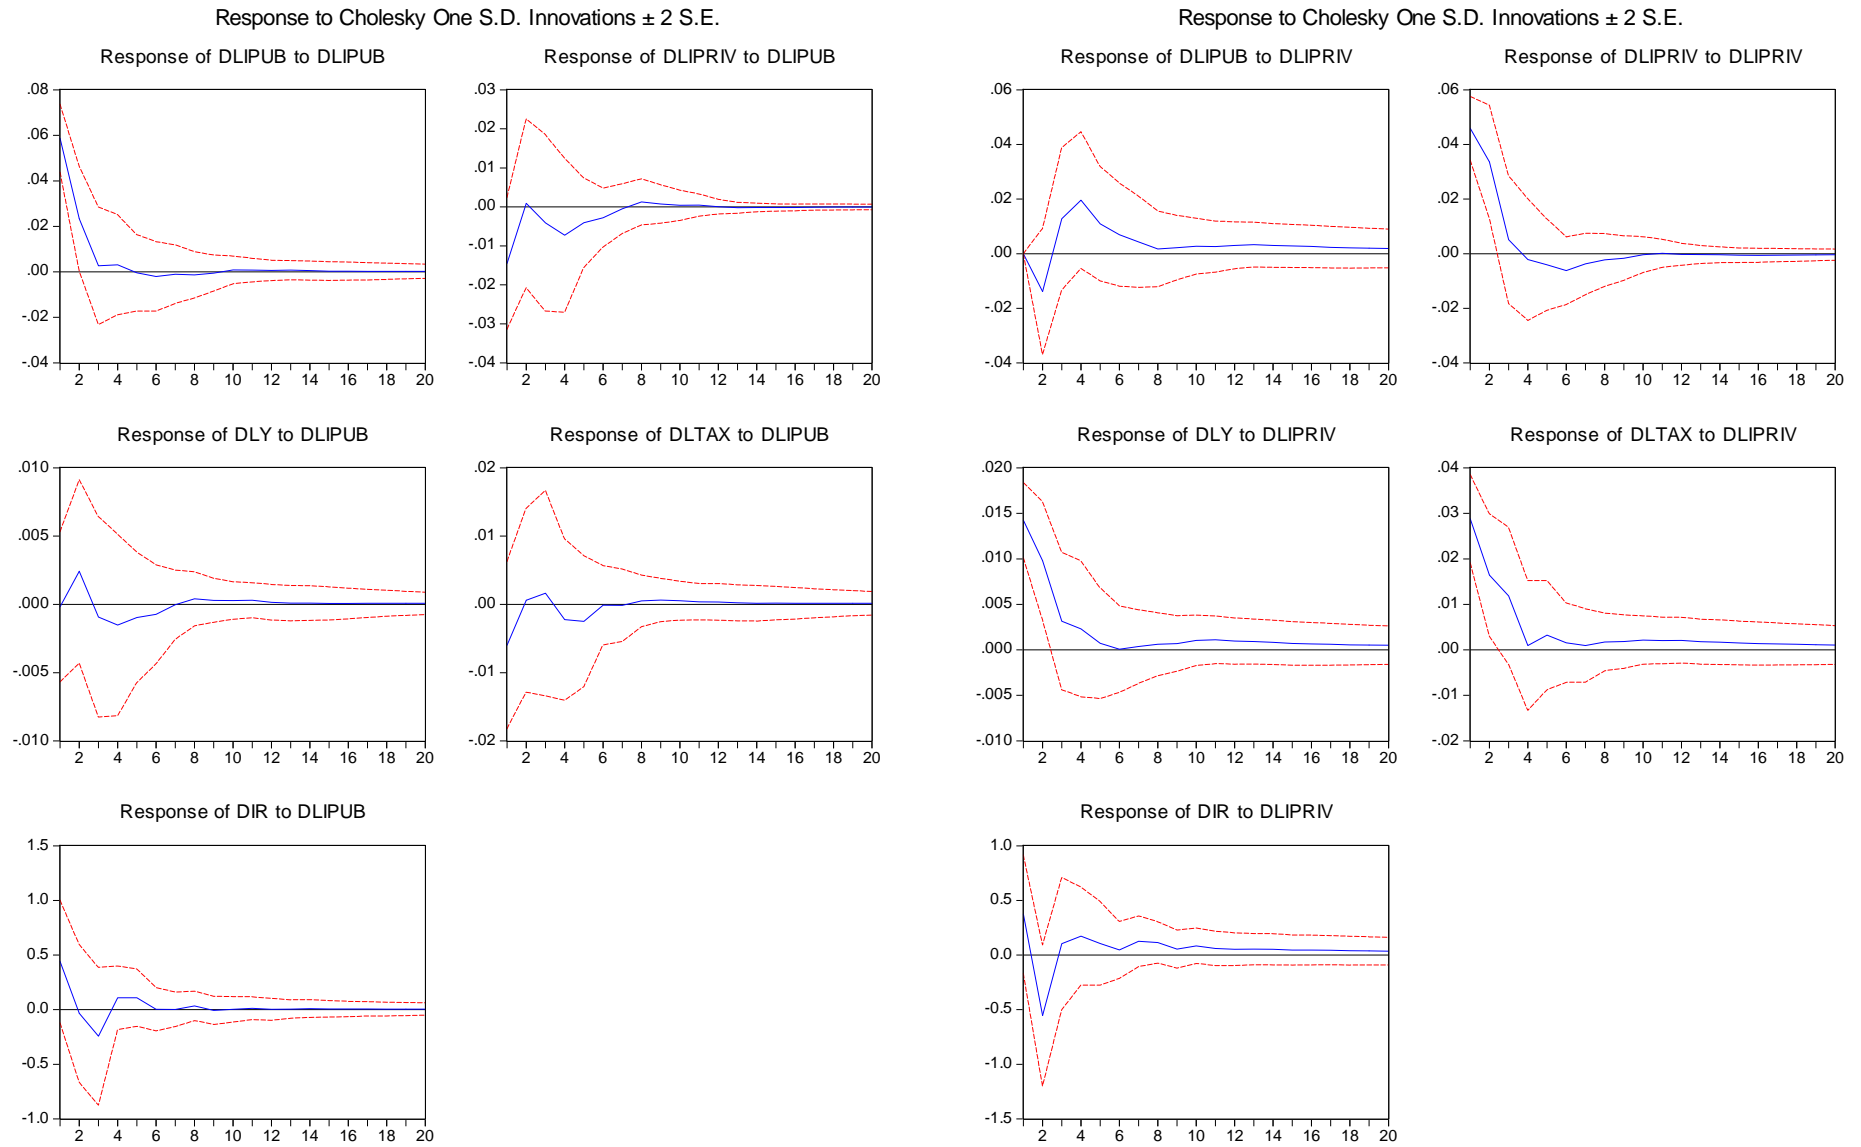 Response to Cholesky One S.D. Innovations ± 2 S.E.
Response of DLIPUB to DLIPUB
.08
.06
.04
.02
.00
-.02
-.04
2 4 6 8 10 12 14 16 18 20
Response of DLIPRIV to DLIPUB
.03
.02
.01
.00
-.01
-.02
-.03
-.04
2 4 6 8 10 12 14 16 18 20
Response of DLY to DLIPUB
.010
.005
.000
-.005
-.010
2 4 6 8 10 12 14 16 18 20
Response of DLTAX to DLIPUB
.02
.01
.00
-.01
-.02
2 4 6 8 10 12 14 16 18 20
Response of DIR to DLIPUB
1.5
1.0
0.5
0.0
-0.5
-1.0
2 4 6 8 10 12 14 16 18 20
Response to Cholesky One S.D. Innovations ± 2 S.E.
Response of DLIPUB to DLIPRIV
.06
.04
.02
.00
-.02
-.04
2 4 6 8 10 12 14 16 18 20
Response of DLIPRIV to DLIPRIV
.06
.04
.02
.00
-.02
-.04
2 4 6 8 10 12 14 16 18 20
Response of DLY to DLIPRIV
.020
.015
.010
.005
.000
-.005
-.010
2 4 6 8 10 12 14 16 18 20
Response of DLTAX to DLIPRIV
.04
.03
.02
.01
.00
-.01
-.02
2 4 6 8 10 12 14 16 18 20
Response of DIR to DLIPRIV
1.0
0.5
0.0
-0.5
-1.0
-1.5
2 4 6 8 10 12 14 16 18 20